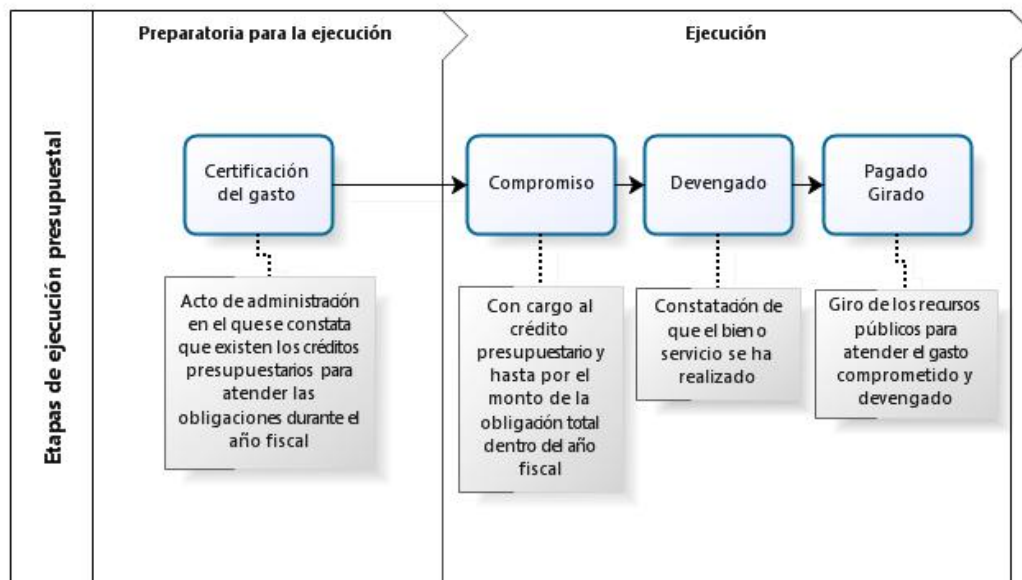 Preparatoria para la ejecución
Ejecución
Etapas de ejecución presupuestal
Certificación
del gasto
Compromiso
Devengado
Pagado
Girado
Acto de administración
en el que se constata
que existen los créditos
presupuestarios para
atender las
obligaciones durante el
año fiscal
Con cargo al
crédito
presupuestario y
hasta por el
monto de la
obligación total
dentro del año
fiscal
Constatación de
que el bien o
servicio se ha
realizado
Giro de los recursos
públicos para
atender el gasto
comprometido y
devengado